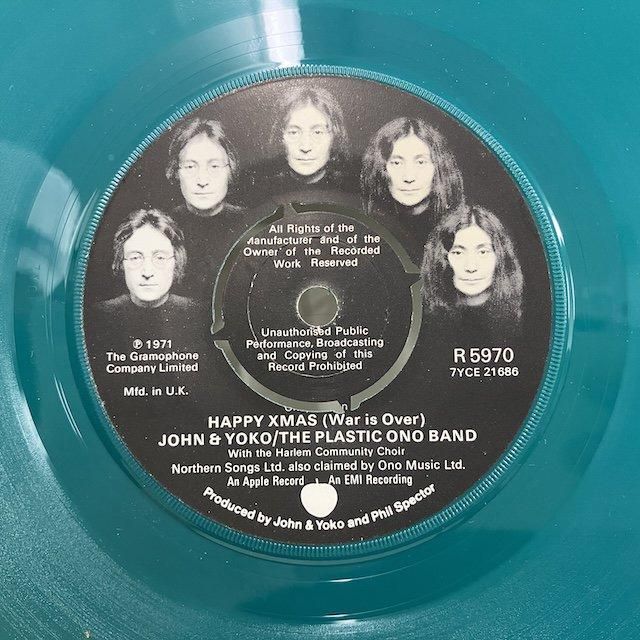 All Rights of the
Manufacturer and of the
Owner of the Recorded
Work Reserved
℗ 1971
The Gramophone
Company Limited
Mfd. in U.K.
Unauthorised Public
Performance, Broadcasting
and Copying of this
Record Prohibited
R 5970
7YCE 21686
HAPPY XMAS (War is Over)
JOHN & YOKO/THE PLASTIC ONO BAND
With the Harlem Community Choir
Northern Songs Ltd. also claimed by Ono Music Ltd.
An Apple Record An EMI Recording
Produced by John & Yoko and Phil Spector